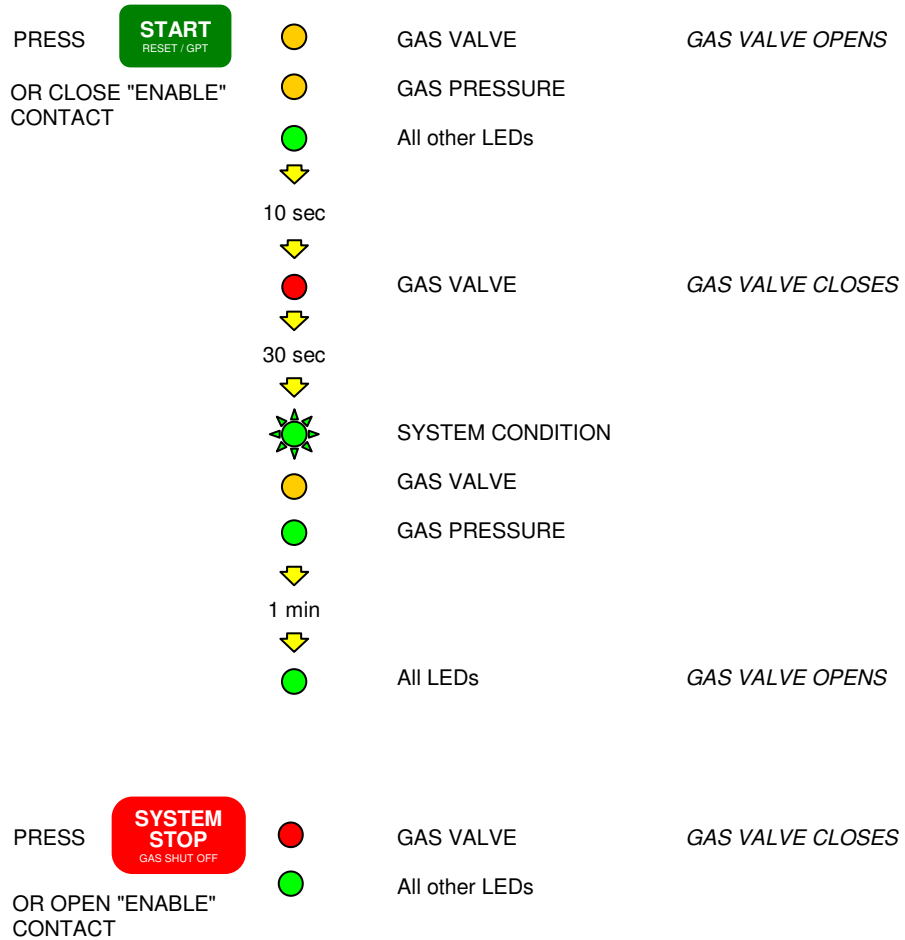 PRESS
START
RESET / GPT
GAS VALVE
GAS VALVE OPENS
OR CLOSE "ENABLE"
CONTACT
GAS PRESSURE
All other LEDs
10 sec
GAS VALVE
GAS VALVE CLOSES
30 sec
SYSTEM CONDITION
GAS VALVE
GAS PRESSURE
1 min
All LEDs
GAS VALVE OPENS
PRESS
SYSTEM
STOP
GAS SHUT OFF
GAS VALVE
GAS VALVE CLOSES
All other LEDs
OR OPEN "ENABLE"
CONTACT